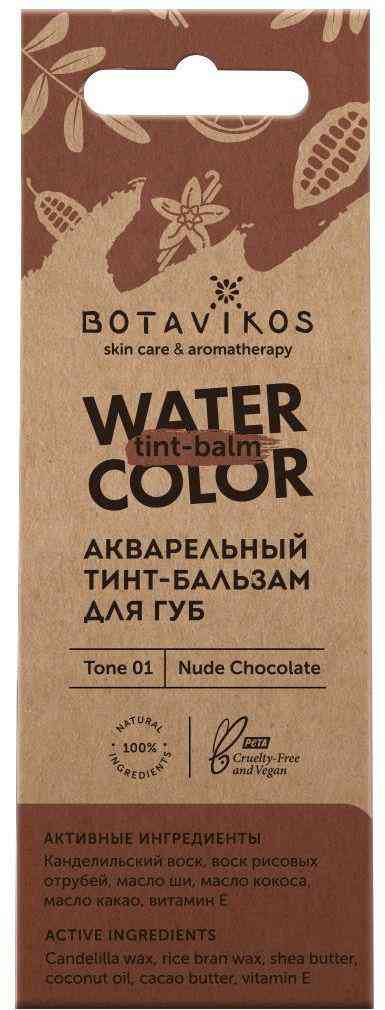 BOTAVIKOS
skin care & aromatherapy
WATER
tint-balm
COLOR
АКВАРЕЛЬНЫЙ
ТИНТ-БАЛЬЗАМ
ДЛЯ ГУБ
Tone 01 Nude Chocolate
NATURAL
100%
INGREDIENTS
PETA
Cruelty-Free
and Vegan
АКТИВНЫЕ ИНГРЕДИЕНТЫ
Канделильский воск, воск рисовых
отрубей, масло ши, масло кокоса,
масло какао, витамин Е
ACTIVE INGREDIENTS
Candelilla wax, rice bran wax, shea butter,
coconut oil, cacao butter, vitamin E